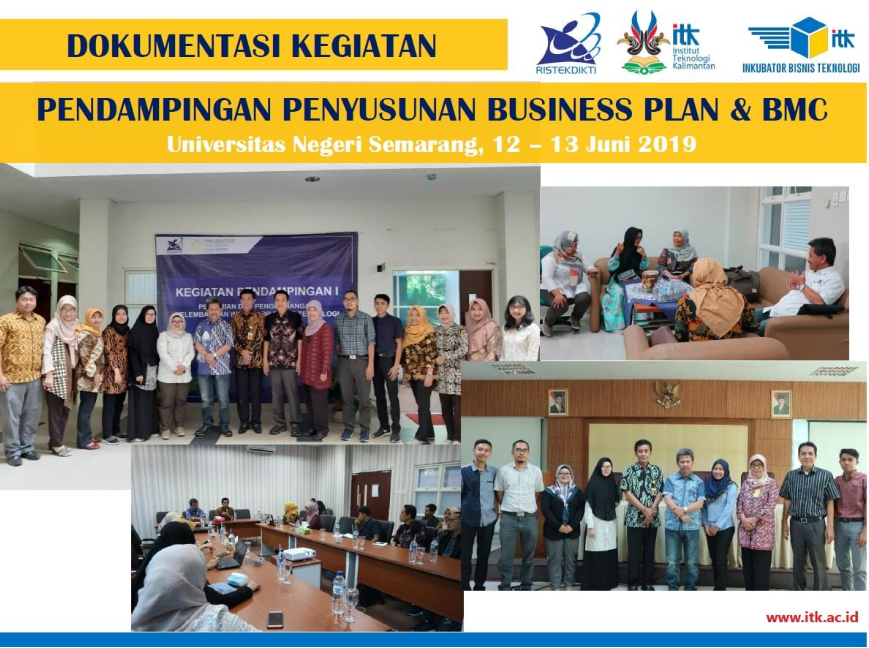 DOKUMENTASI KEGIATAN
RISTEKDIKTI
itk
Institut
Teknologi
Kalimantan
itk
INKUBATOR BISNIS TEKNOLOGI
PENDAMPINGAN PENYUSUNAN BUSINESS PLAN & BMC
Universitas Negeri Semarang, 12 – 13 Juni 2019
KEGIATAN PENDAMPINGAN I
www.itk.ac.id